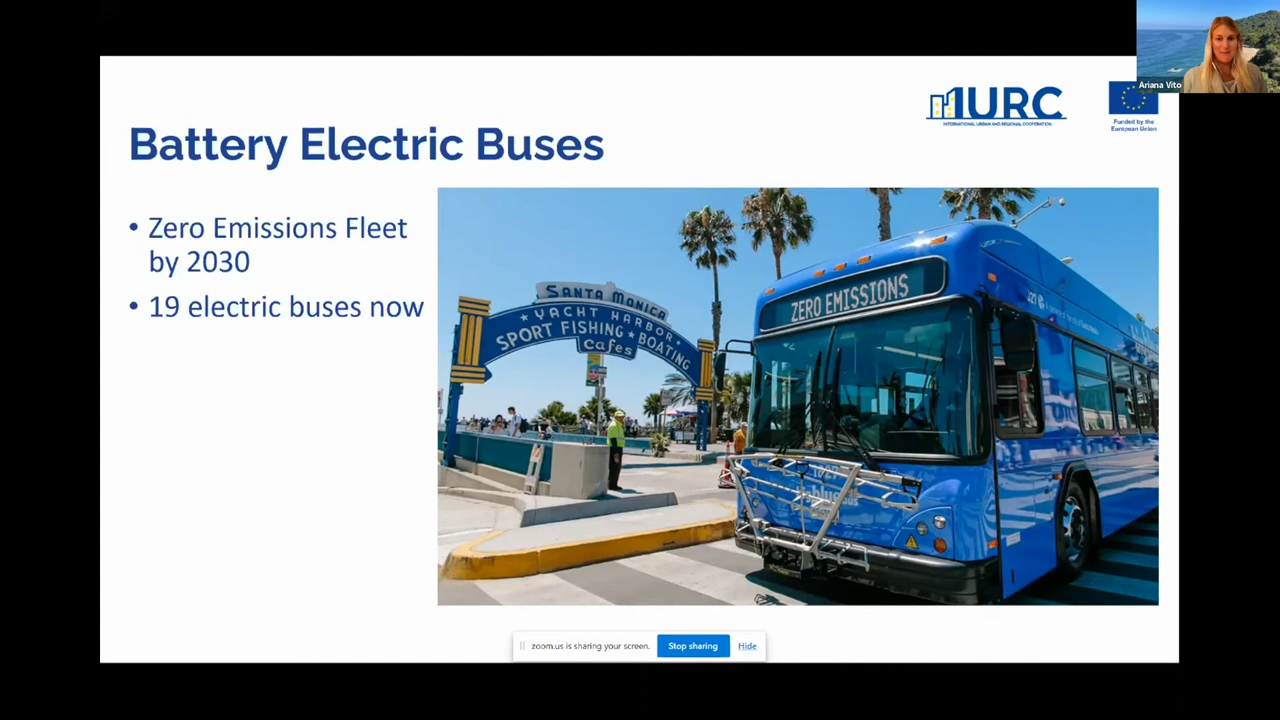 Ariana Vito
IURC
INTERNATIONAL URBAN AND REGIONAL COOPERATION
Funded by the
European Union
Battery Electric Buses
• Zero Emissions Fleet
by 2030
• 19 electric buses now
SANTA MONICA
★ YACHT HARBOR ★
SPORT FISHING ★ BOATING
Cafes
ZERO EMISSIONS
zoom.us is sharing your screen.
Stop sharing
Hide